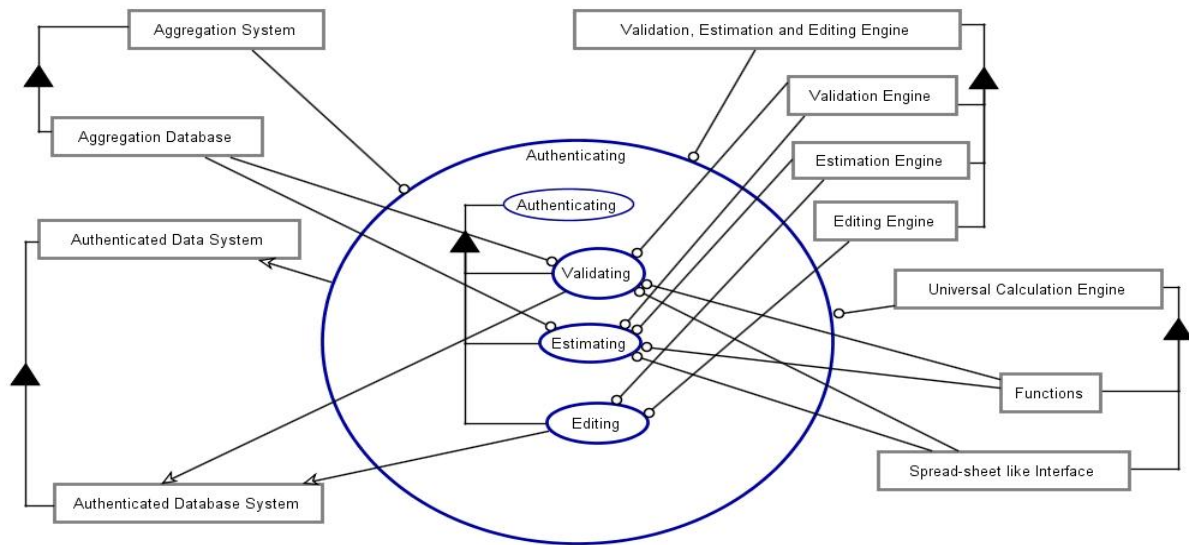 Aggregation System
Validation, Estimation and Editing Engine
Validation Engine
Aggregation Database
Authenticating
Estimation Engine
Authenticating
Editing Engine
Authenticated Data System
Validating
Universal Calculation Engine
Estimating
Functions
Editing
Spread-sheet like Interface
Authenticated Database System